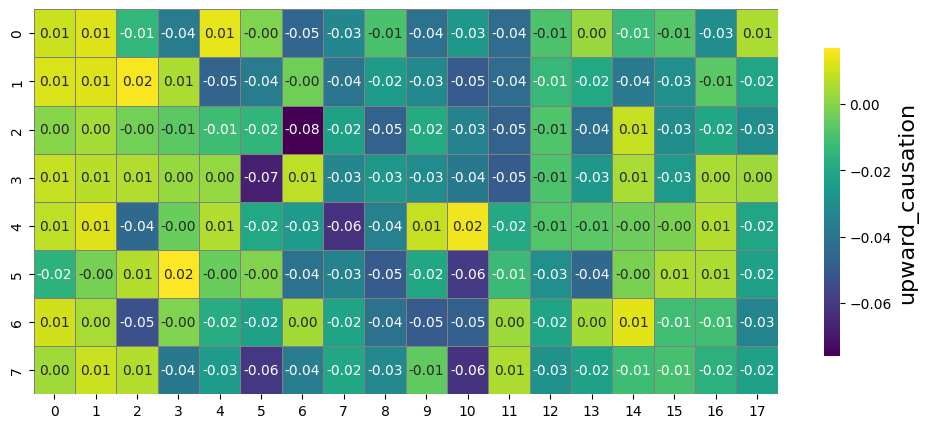 0 0.01 0.01 -0.01 -0.04 0.01 -0.00 -0.05 -0.03 -0.01 -0.04 -0.03 -0.04 -0.01 0.00 -0.01 -0.01 -0.03 0.01
1 0.01 0.01 0.02 0.01 -0.05 -0.04 -0.00 -0.04 -0.02 -0.03 -0.05 -0.04 -0.01 -0.02 -0.04 -0.03 -0.01 -0.02
2 0.00 0.00 -0.00 -0.01 -0.01 -0.02 -0.08 -0.02 -0.05 -0.02 -0.03 -0.05 -0.01 -0.04 0.01 -0.03 -0.02 -0.03
3 0.01 0.01 0.01 0.00 0.00 -0.07 0.01 -0.03 -0.03 -0.03 -0.04 -0.05 -0.01 -0.03 0.01 -0.03 0.00 0.00
4 0.01 0.01 -0.04 -0.00 0.01 -0.02 -0.03 -0.06 -0.04 0.01 0.02 -0.02 -0.01 -0.01 -0.00 -0.00 0.01 -0.02
5 -0.02 -0.00 0.01 0.02 -0.00 -0.00 -0.04 -0.03 -0.05 -0.02 -0.06 -0.01 -0.03 -0.04 -0.00 0.01 0.01 -0.02
6 0.01 0.00 -0.05 -0.00 -0.02 -0.02 0.00 -0.02 -0.04 -0.05 -0.05 0.00 -0.02 0.00 0.01 -0.01 -0.01 -0.03
7 0.00 0.01 0.01 -0.04 -0.03 -0.06 -0.04 -0.02 -0.03 -0.01 -0.06 0.01 -0.03 -0.02 -0.01 -0.01 -0.02 -0.02
0 1 2 3 4 5 6 7 8 9 10 11 12 13 14 15 16 17
0.00
-0.02
-0.04
-0.06
upward_causation